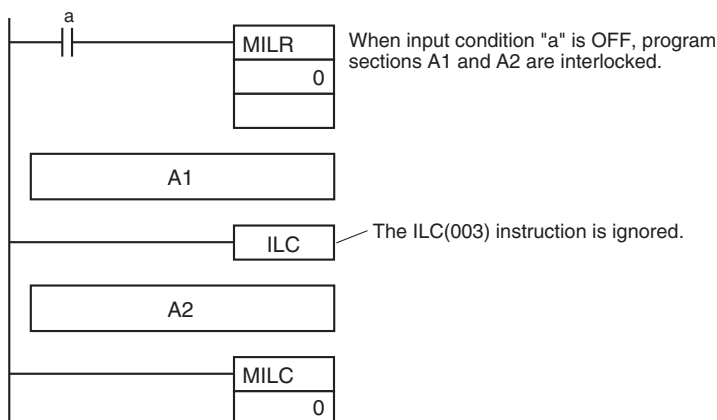 a
MILR
0
When input condition "a" is OFF, program
sections A1 and A2 are interlocked.
A1
ILC
The ILC(003) instruction is ignored.
A2
MILC
0